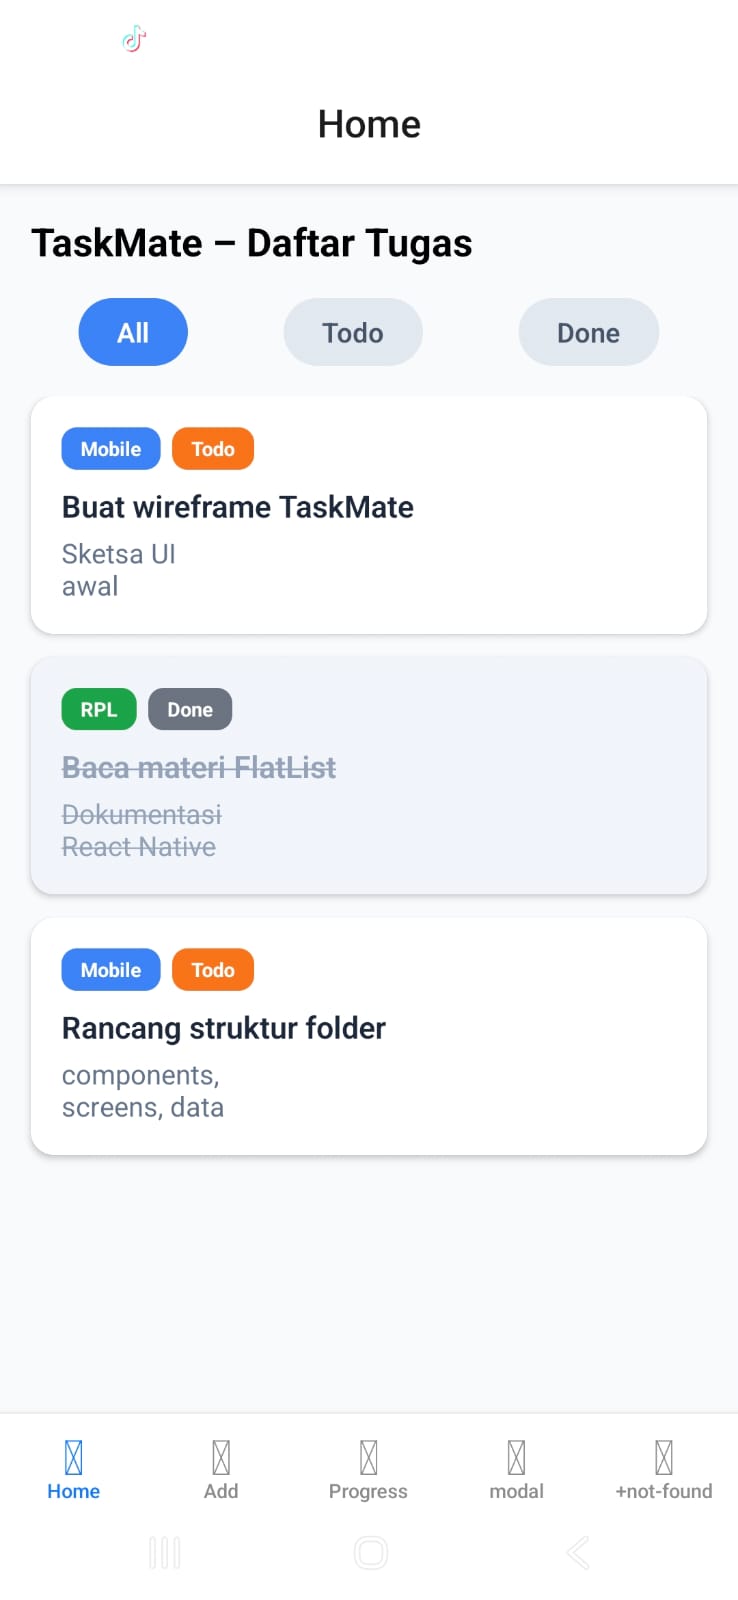 Home
TaskMate – Daftar Tugas
All Todo Done
Mobile Todo
Buat wireframe TaskMate
Sketsa UI
awal
RPL Done
Baca materi FlatList
Dokumentasi
React Native
Mobile Todo
Rancang struktur folder
components,
screens, data
Home Add Progress modal +not-found